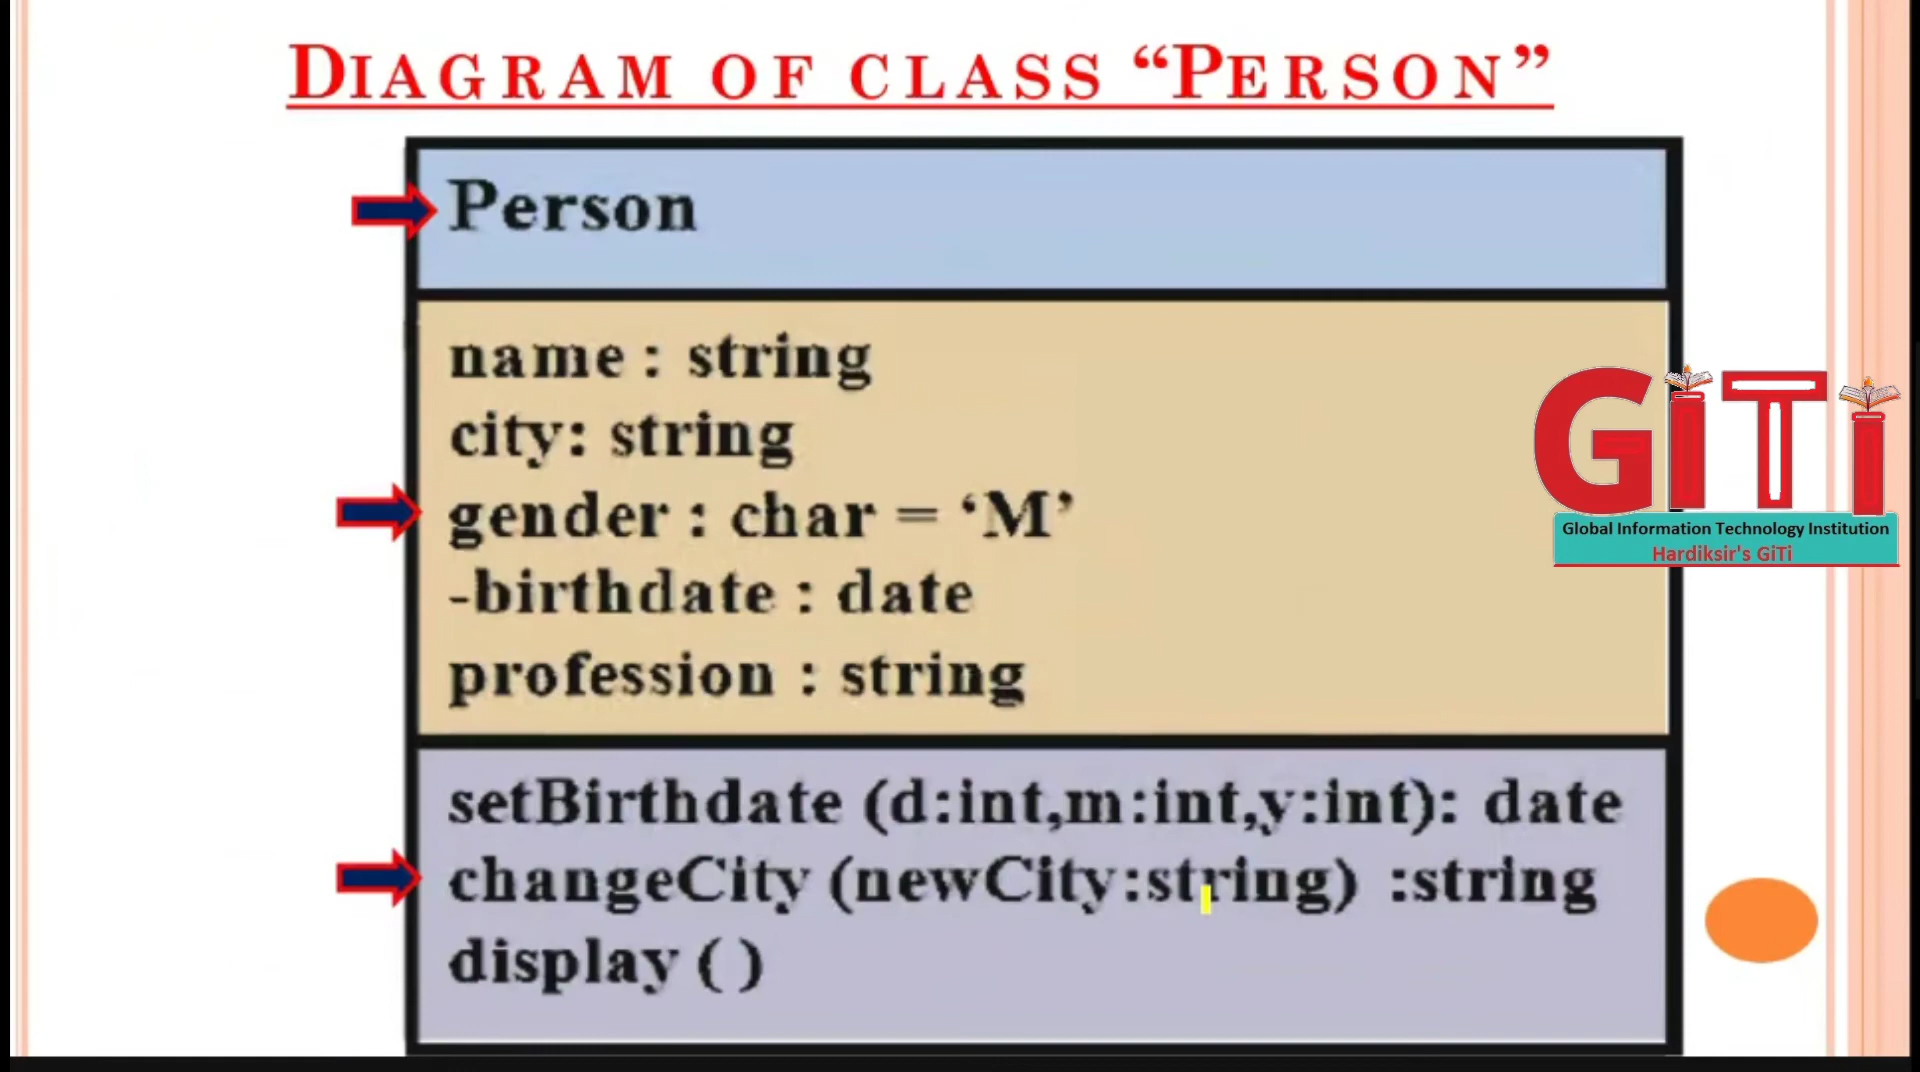 DIAGRAM OF CLASS “PERSON”
Person
name : string
city: string
gender : char = ‘M’
-birthdate : date
profession : string
setBirthdate (d:int,m:int,y:int): date
changeCity (newCity:string) :string
display ( )
GiTi
Global Information Technology Institution
Hardiksir's GiTi